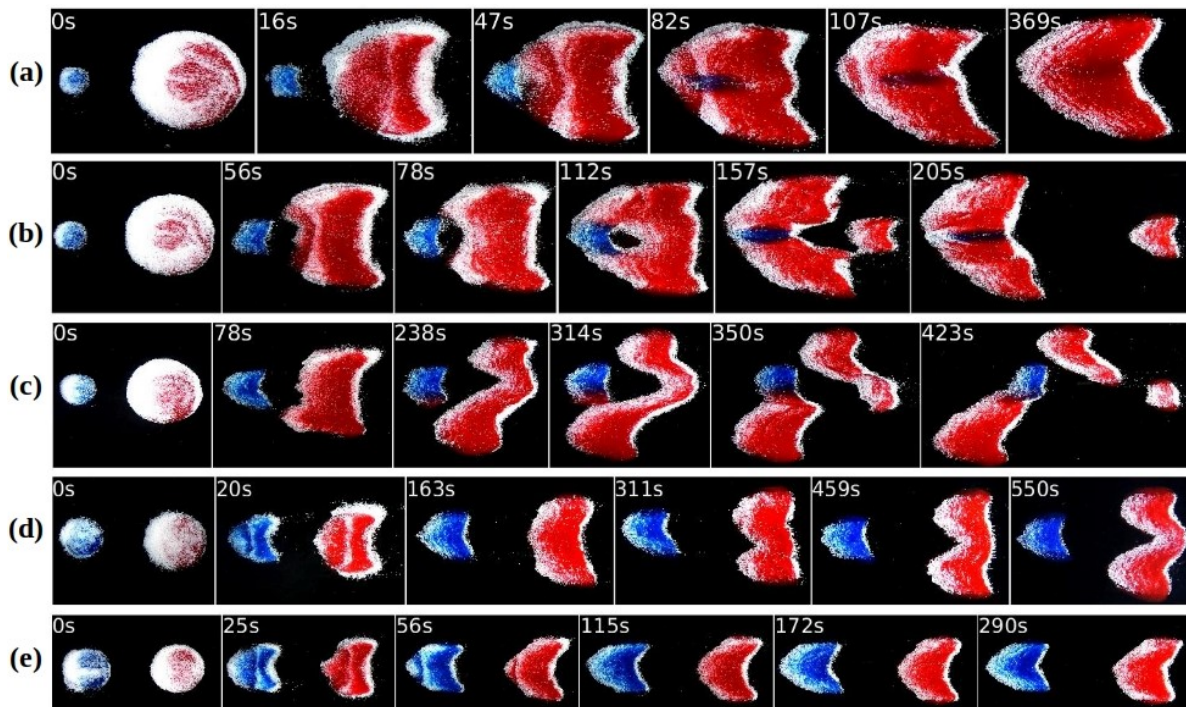 (a) 0s 16s 47s 82s 107s 369s
(b) 0s 56s 78s 112s 157s 205s
(c) 0s 78s 238s 314s 350s 423s
(d) 0s 20s 163s 311s 459s 550s
(e) 0s 25s 56s 115s 172s 290s